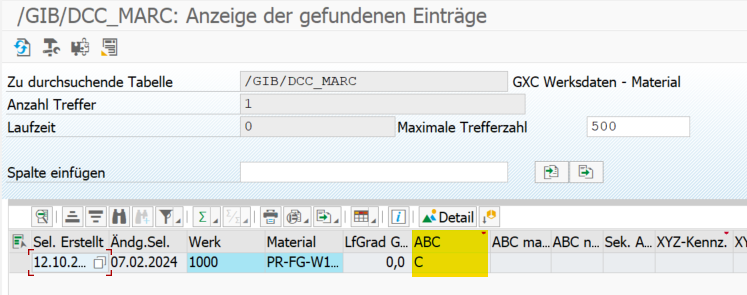 /GIB/DCC_MARC: Anzeige der gefundenen Einträge
Zu durchsuchende Tabelle /GIB/DCC_MARC GXC Werksdaten - Material
Anzahl Treffer 1
Laufzeit 0 Maximale Trefferzahl 500
Spalte einfügen
Σ ½ i Detail
Sel. Erstellt Ändg.Sel. Werk Material LfGrad G... ABC ABC ma... ABC n... Sek. A... XYZ-Kennz. XY
12.10.2... 07.02.2024 1000 PR-FG-W1... 0,0 C